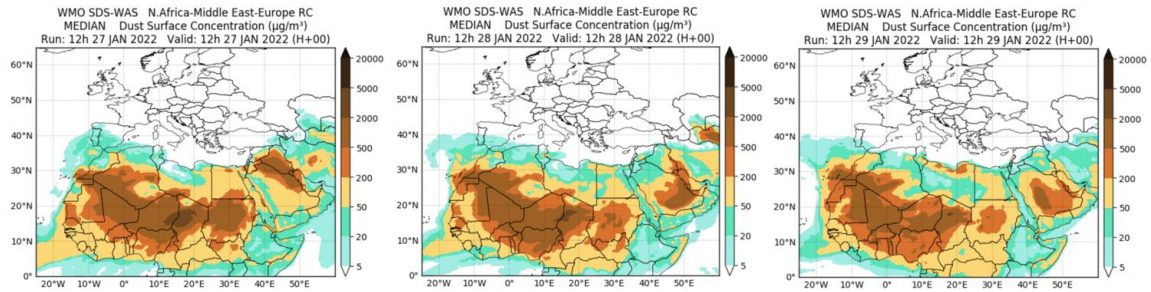 WMO SDS-WAS N.Africa-Middle East-Europe RC
MEDIAN Dust Surface Concentration (µg/m³)
Run: 12h 27 JAN 2022 Valid: 12h 27 JAN 2022 (H+00)
60°N
50°N
40°N
30°N
20°N
10°N
0°
20°W 10°W 0° 10°E 20°E 30°E 40°E 50°E
20000
5000
2000
500
200
50
20
5
WMO SDS-WAS N.Africa-Middle East-Europe RC
MEDIAN Dust Surface Concentration (µg/m³)
Run: 12h 28 JAN 2022 Valid: 12h 28 JAN 2022 (H+00)
60°N
50°N
40°N
30°N
20°N
10°N
0°
20°W 10°W 0° 10°E 20°E 30°E 40°E 50°E
20000
5000
2000
500
200
50
20
5
WMO SDS-WAS N.Africa-Middle East-Europe RC
MEDIAN Dust Surface Concentration (µg/m³)
Run: 12h 29 JAN 2022 Valid: 12h 29 JAN 2022 (H+00)
60°N
50°N
40°N
30°N
20°N
10°N
0°
20°W 10°W 0° 10°E 20°E 30°E 40°E 50°E
20000
5000
2000
500
200
50
20
5